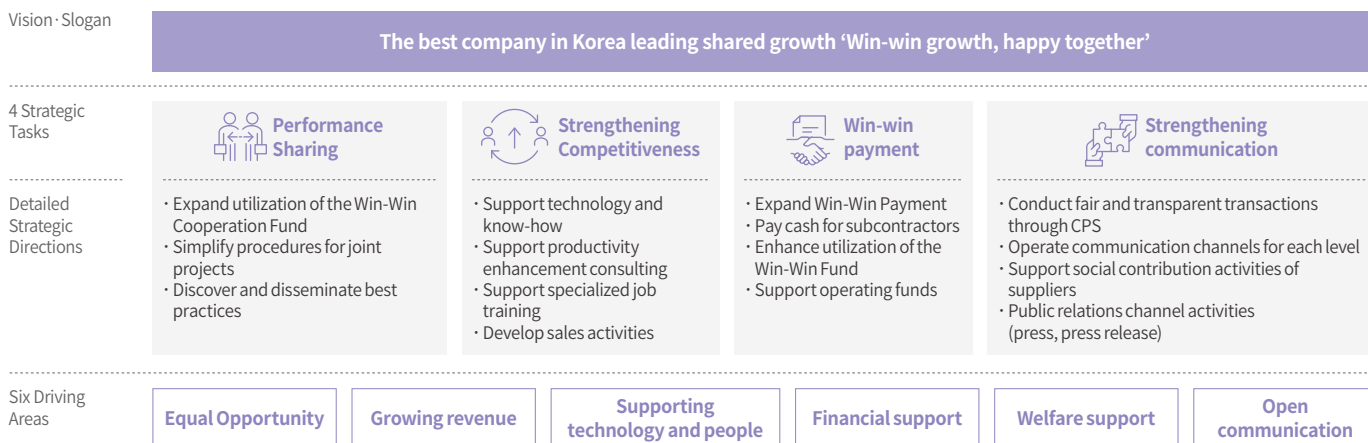 Vision · Slogan
The best company in Korea leading shared growth ‘Win-win growth, happy together’
4 Strategic
Tasks
Performance
Sharing
Strengthening
Competitiveness
Win-win
payment
Strengthening
communication
Detailed
Strategic
Directions
· Expand utilization of the Win-Win
Cooperation Fund
· Simplify procedures for joint
projects
· Discover and disseminate best
practices
· Support technology and
know-how
· Support productivity
enhancement consulting
· Support specialized job
training
· Develop sales activities
· Expand Win-Win Payment
· Pay cash for subcontractors
· Enhance utilization of the
Win-Win Fund
· Support operating funds
· Conduct fair and transparent transactions
through CPS
· Operate communication channels for each level
· Support social contribution activities of
suppliers
· Public relations channel activities
(press, press release)
Six Driving
Areas
Equal Opportunity
Growing revenue
Supporting
technology and people
Financial support
Welfare support
Open
communication